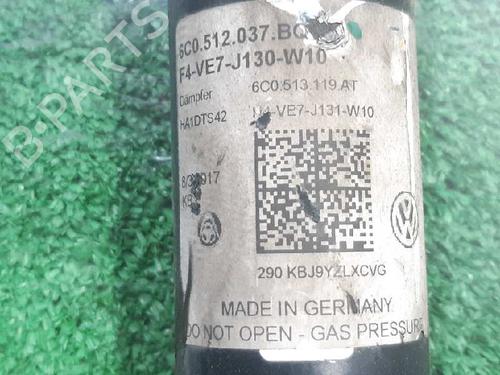 6C0.512.037.BQ
F4-VE7-J130-W10
Dämpfer
6C0.513.119.AT
HA1DTS42
U4-VE7-J131-W10
290 KBJ9YZLXCVG
MADE IN GERMANY
DO NOT OPEN - GAS PRESSURE
B-PARTS